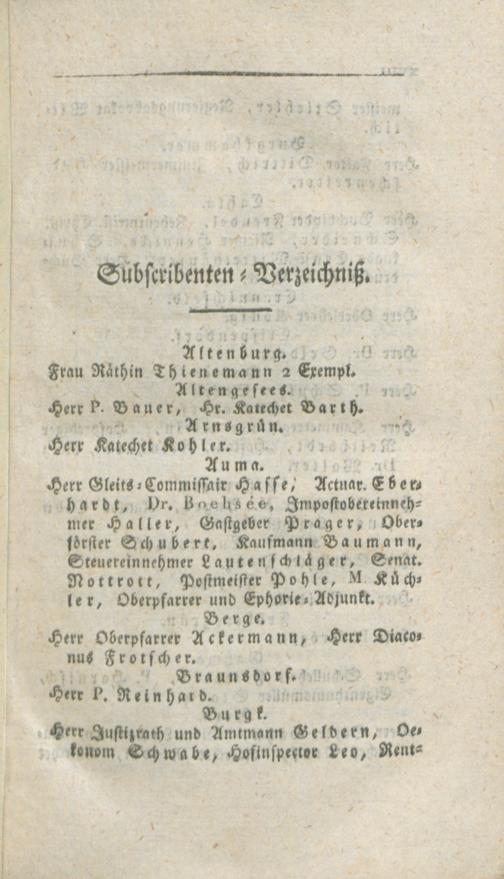 Subscribenten-Verzeichniß.
Altenburg.
Frau Räthin Thienemann 2 Exempl.
Altengesees.
Herr P. Bauer, Hr. Katechet Barth.
Arnsgrün.
Herr Katechet Kohler.
Auma.
Herr Gleits-Commissair Hasse, Actuar. Eber-
hardt, Dr. Boehsée, Impostobereinneh-
mer Haller, Gastgeber Prager, Ober-
förster Schubert, Kaufmann Baumann,
Steuereinnehmer Lautenschläger, Senat.
Nottrott, Postmeister Pohle, M. Küch-
ler, Oberpfarrer und Ephorie-Adjunkt.
Berge.
Herr Oberpfarrer Ackermann, Herr Diaco-
nus Frotscher.
Braunsdorf.
Herr P. Reinhard.
Burgk.
Herr Justizrath und Amtmann Geldern, Oe-
konom Schwabe, Hofinspector Leo, Rent-